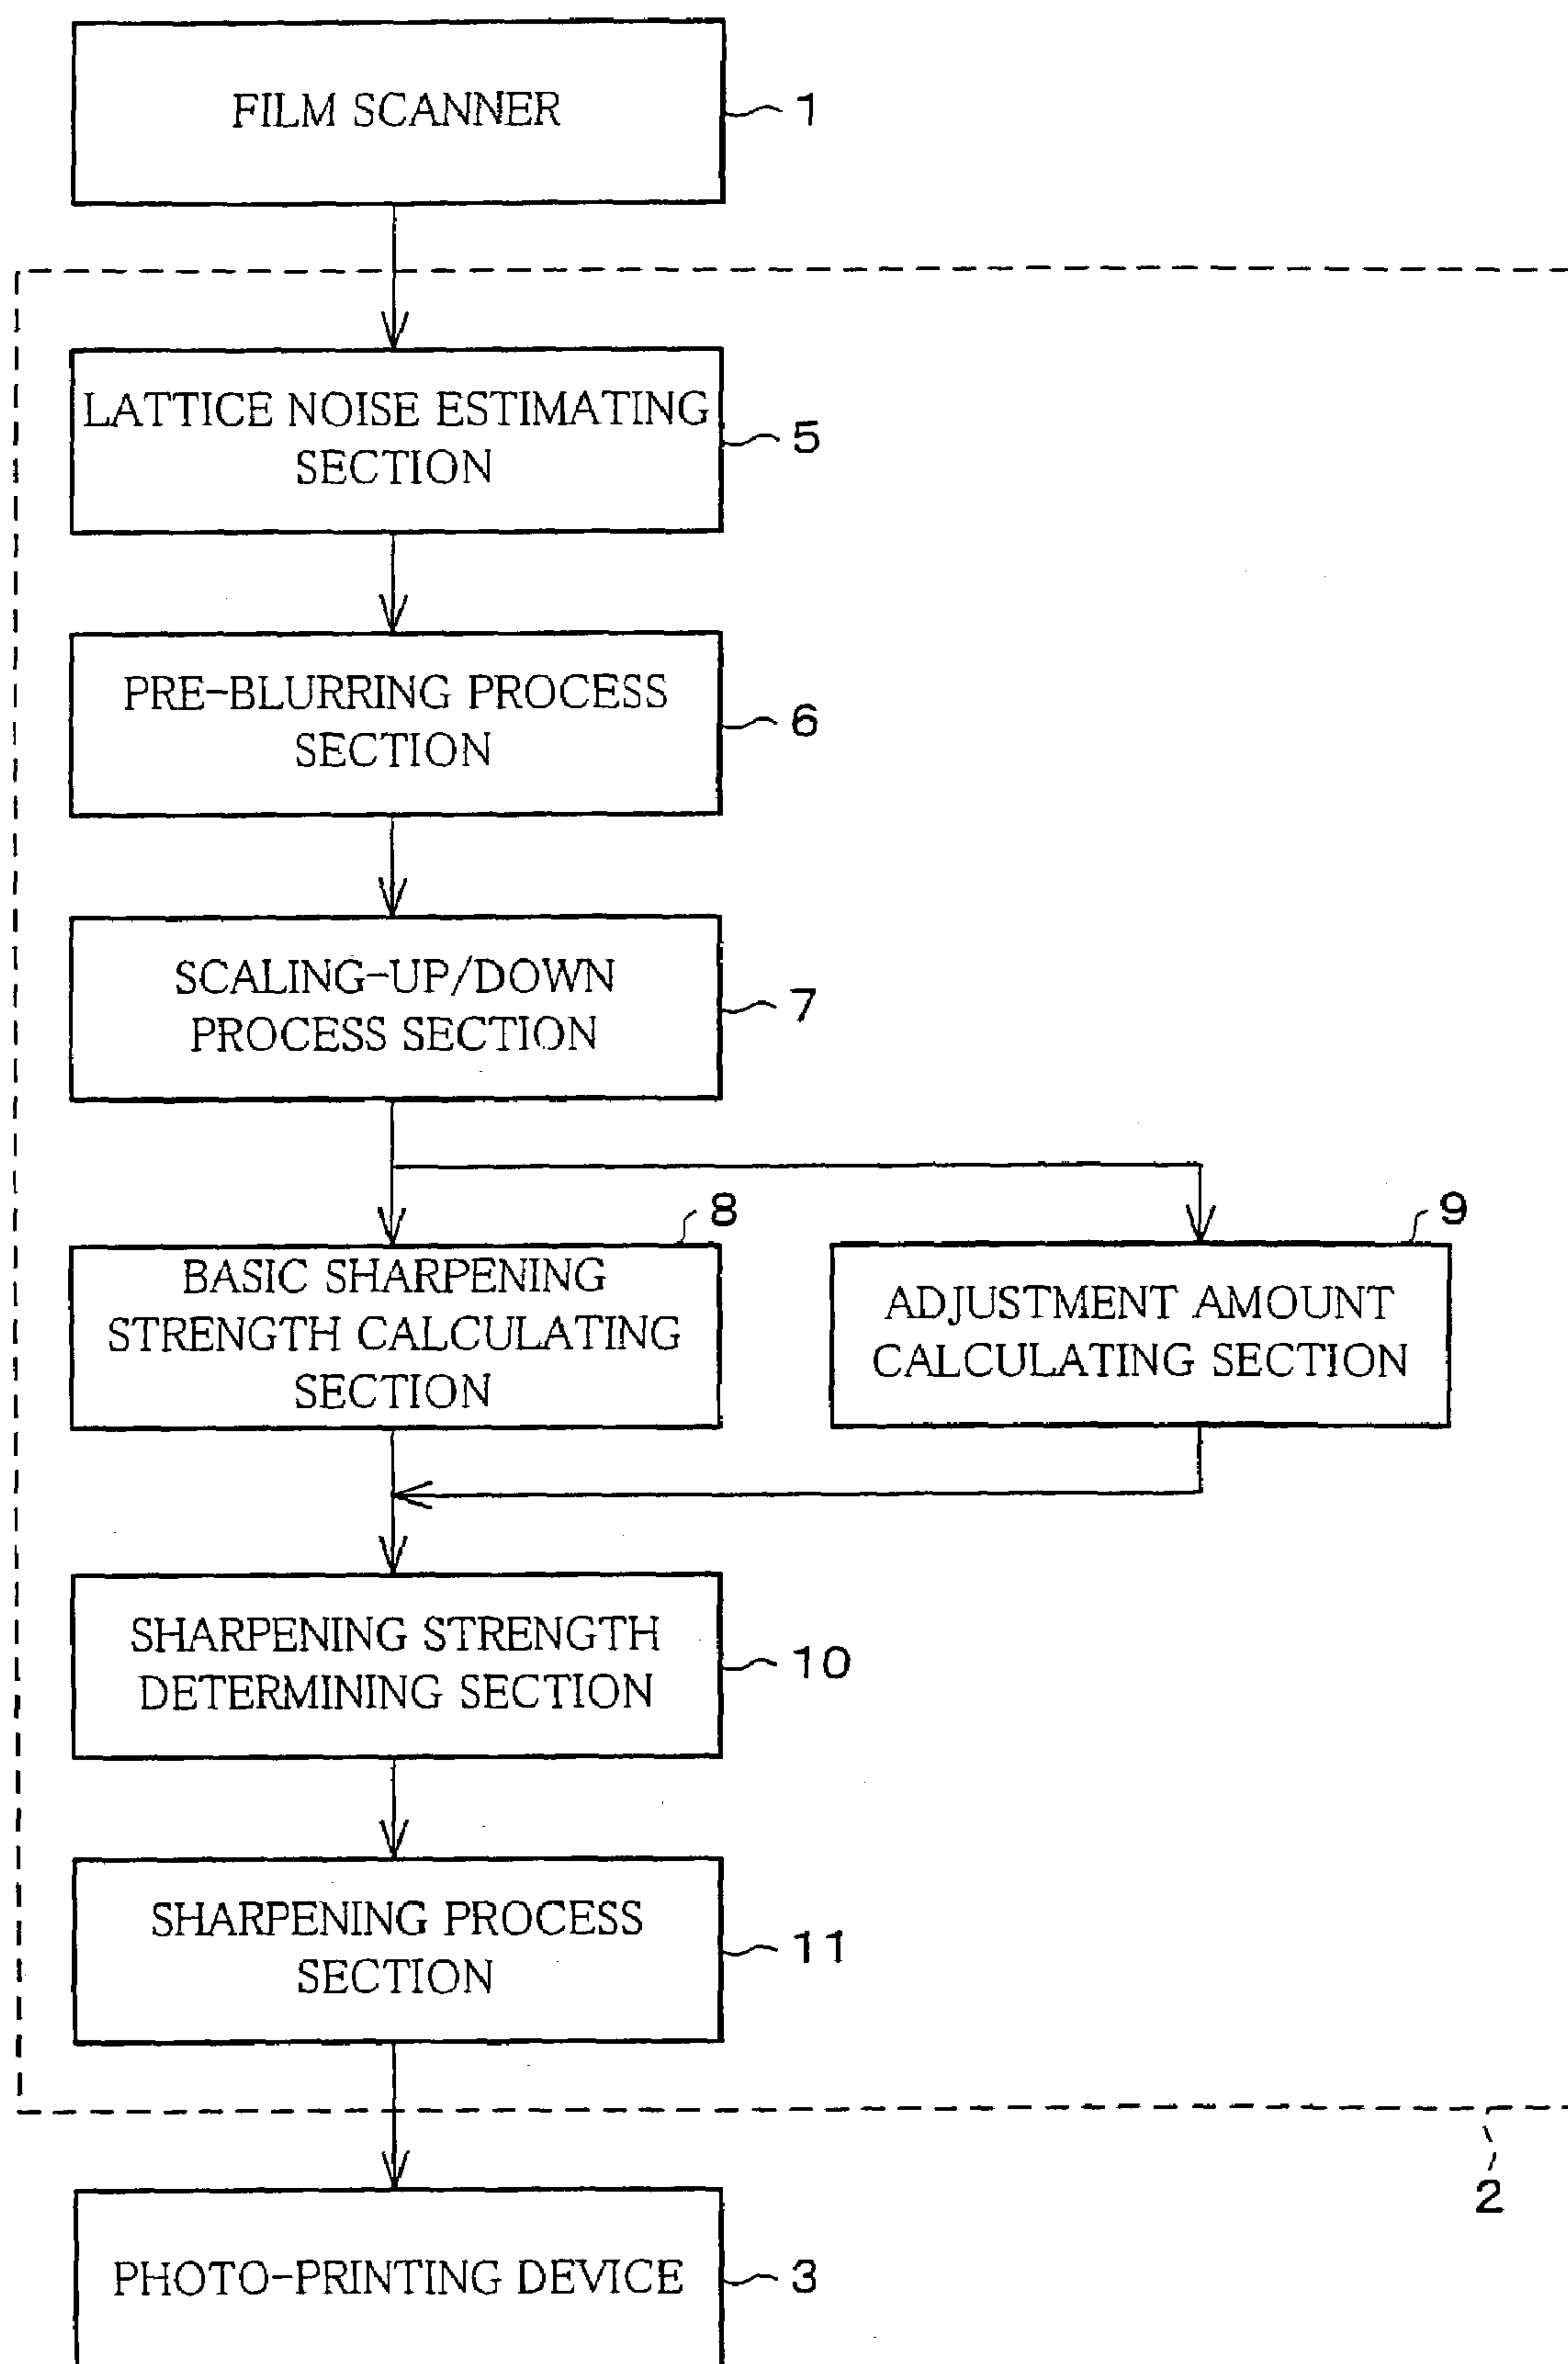 FILM SCANNER
1
LATTICE NOISE ESTIMATING
SECTION
5
PRE-BLURRING PROCESS
SECTION
6
SCALING-UP/DOWN
PROCESS SECTION
7
8
BASIC SHARPENING
STRENGTH CALCULATING
SECTION
9
ADJUSTMENT AMOUNT
CALCULATING SECTION
SHARPENING STRENGTH
DETERMINING SECTION
10
SHARPENING PROCESS
SECTION
11
2
PHOTO-PRINTING DEVICE
3